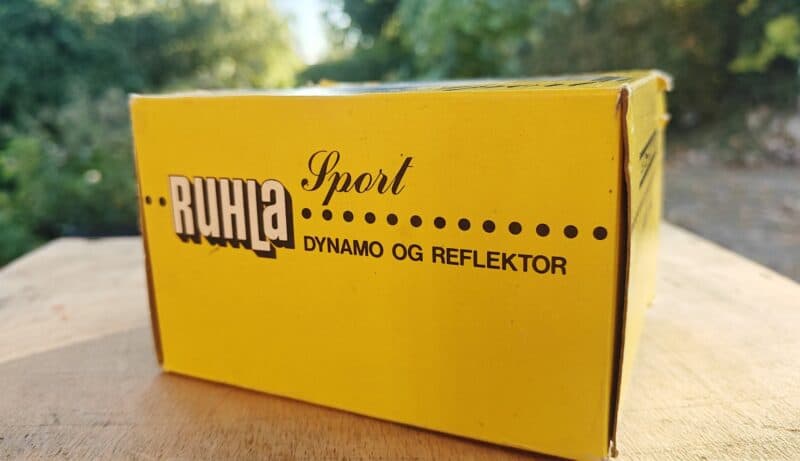 Sport
RUHLa
DYNAMO OG REFLEKTOR